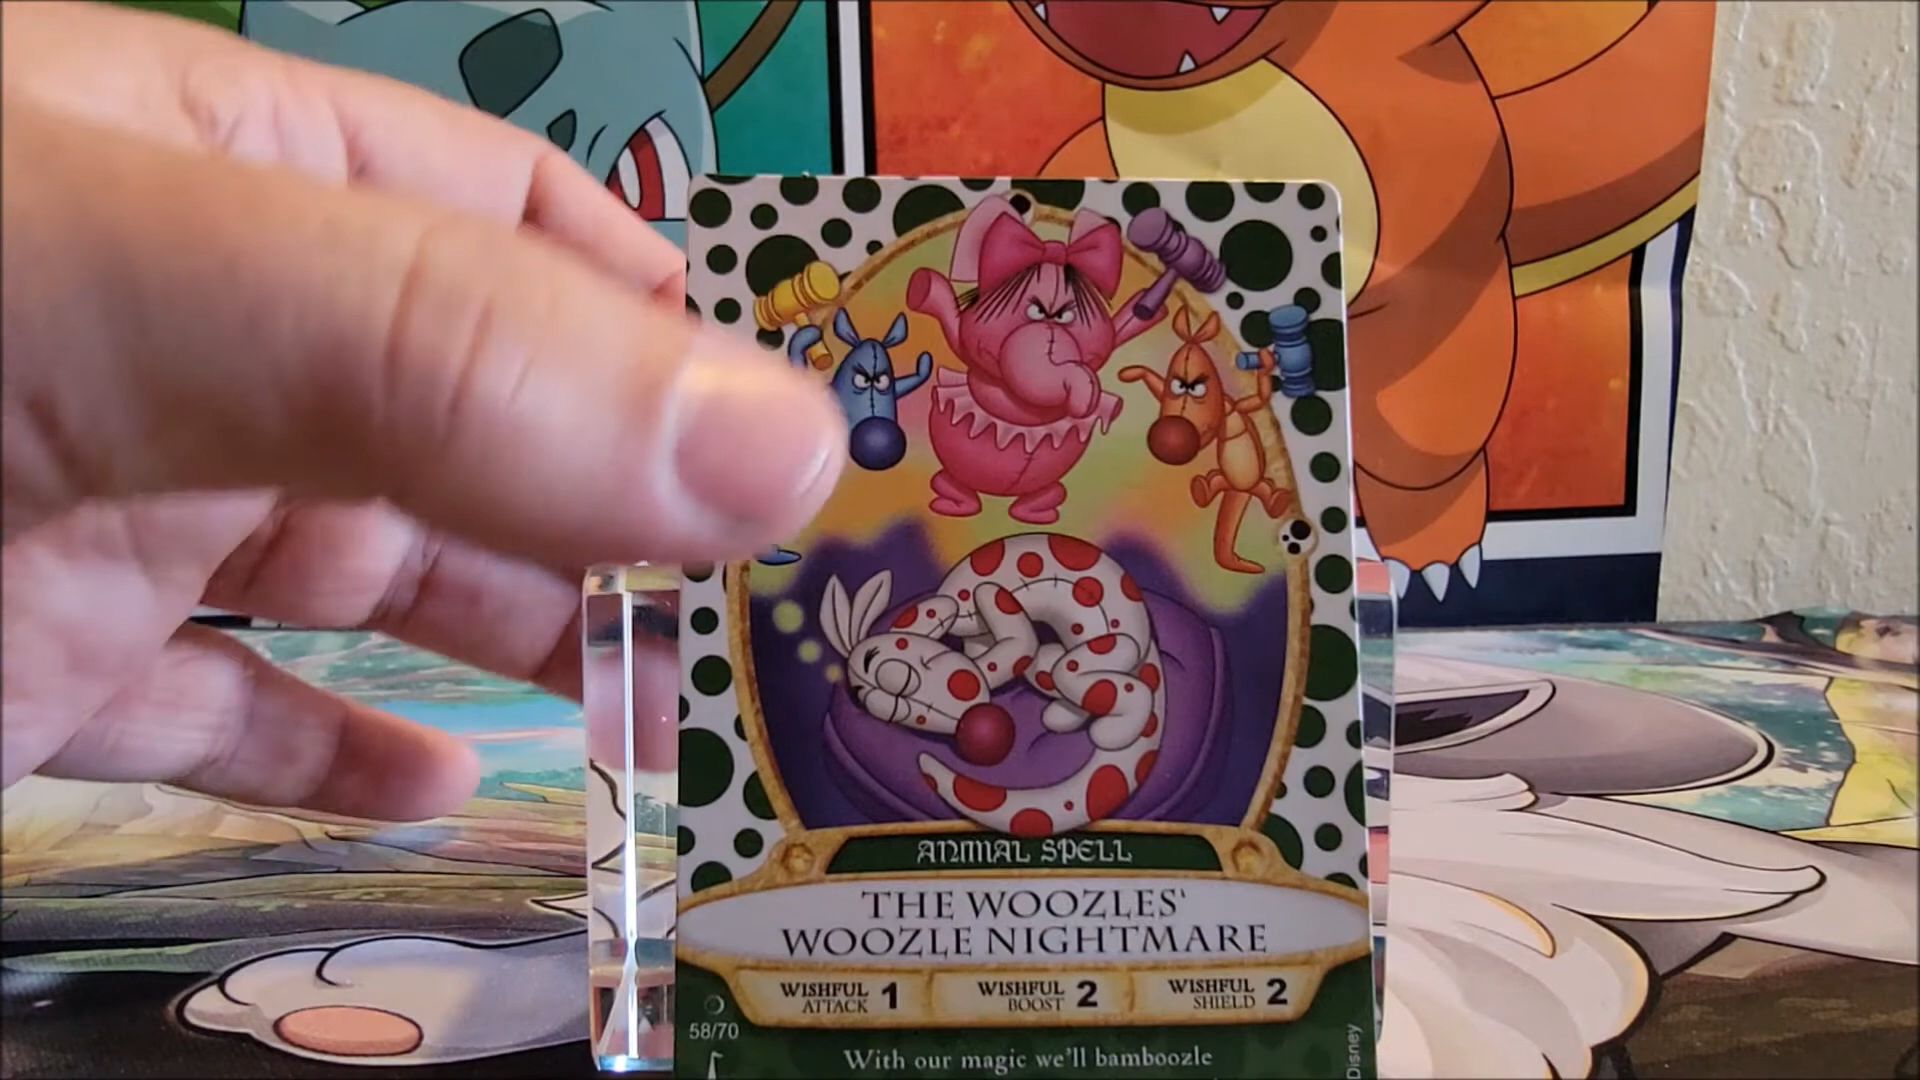 ANIMAL SPELL
THE WOOZLES'
WOOZLE NIGHTMARE
WISHFUL
ATTACK 1
WISHFUL
BOOST 2
WISHFUL
SHIELD 2
58/70
With our magic we'll bamboozle
Disney